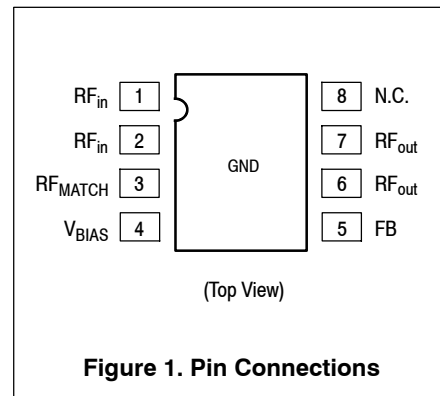 RFin 1 8 N.C.
RFin 2 7 RFout
GND
RFMATCH 3 6 RFout
VBIAS 4 5 FB
(Top View)
Figure 1. Pin Connections